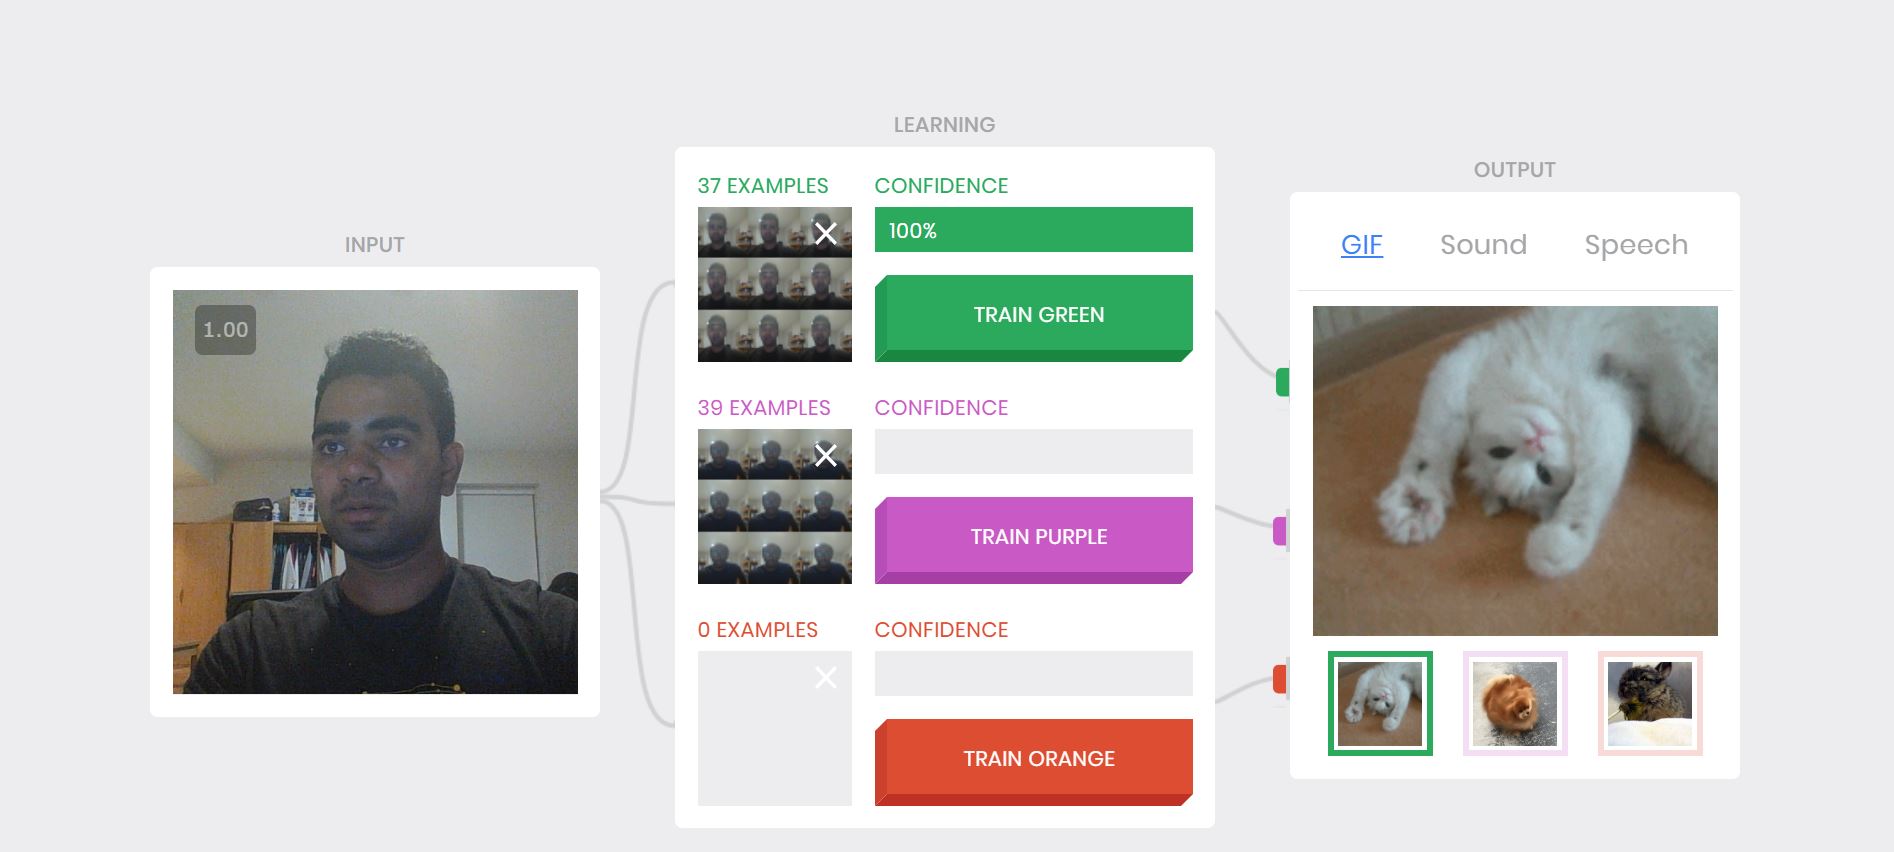 INPUT
1.00
LEARNING
37 EXAMPLES
CONFIDENCE
100%
TRAIN GREEN
39 EXAMPLES
CONFIDENCE
TRAIN PURPLE
0 EXAMPLES
CONFIDENCE
TRAIN ORANGE
OUTPUT
GIF
Sound
Speech